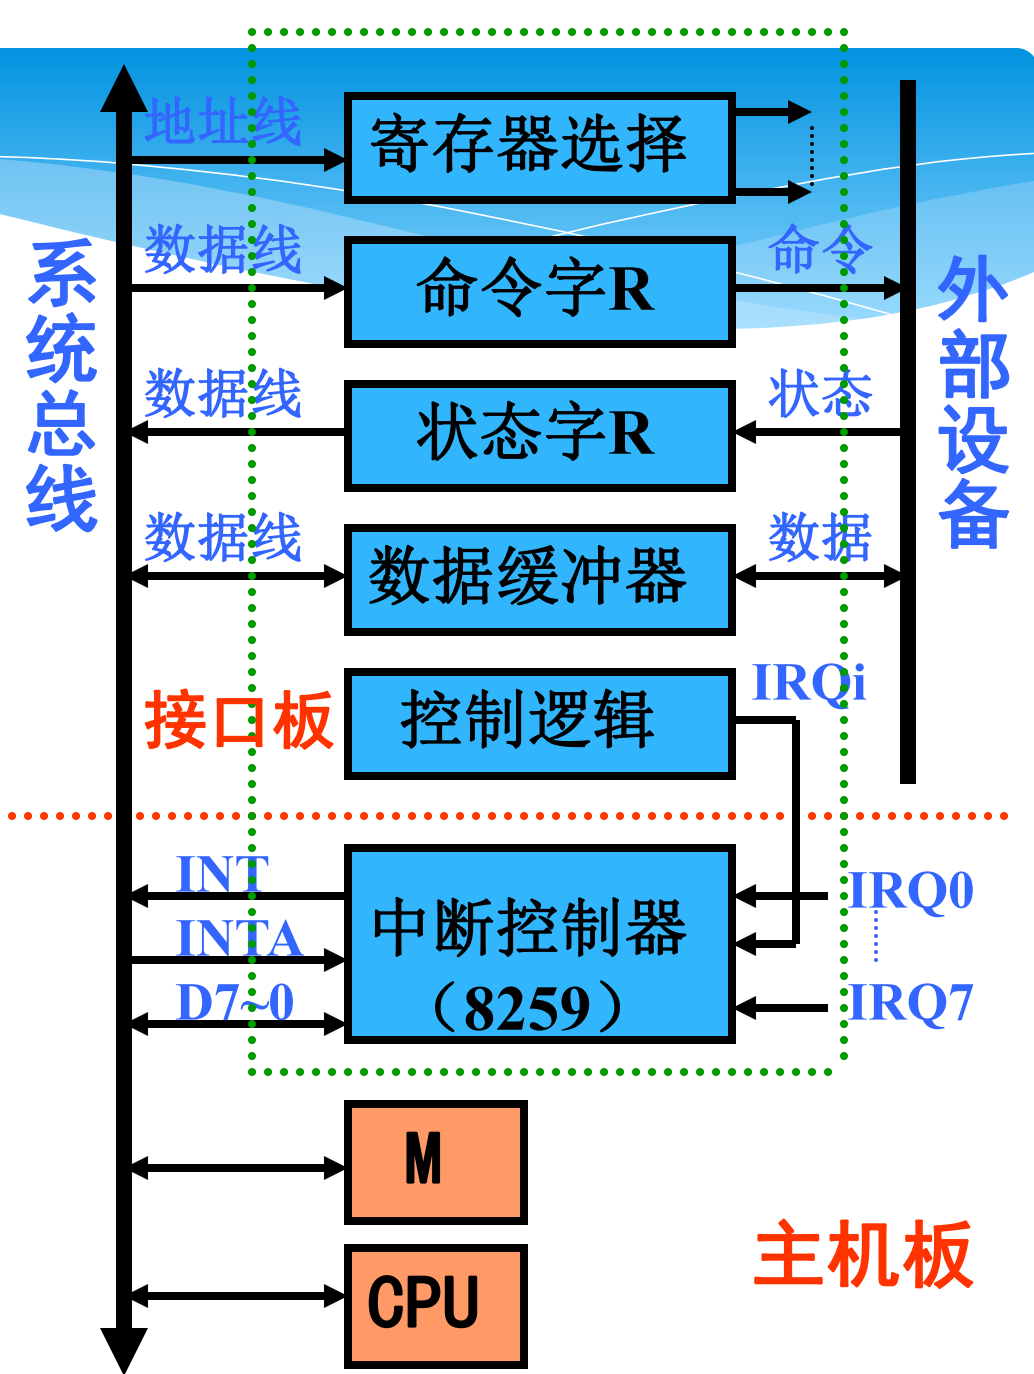 地址线
寄存器选择
系统总线
数据线
命令字R
命令
外部设备
数据线
状态字R
状态
数据线
数据缓冲器
数据
接口板
控制逻辑
IRQi
INT
INTA
D7~0
中断控制器
（8259）
IRQ0
IRQ7
M
CPU
主机板